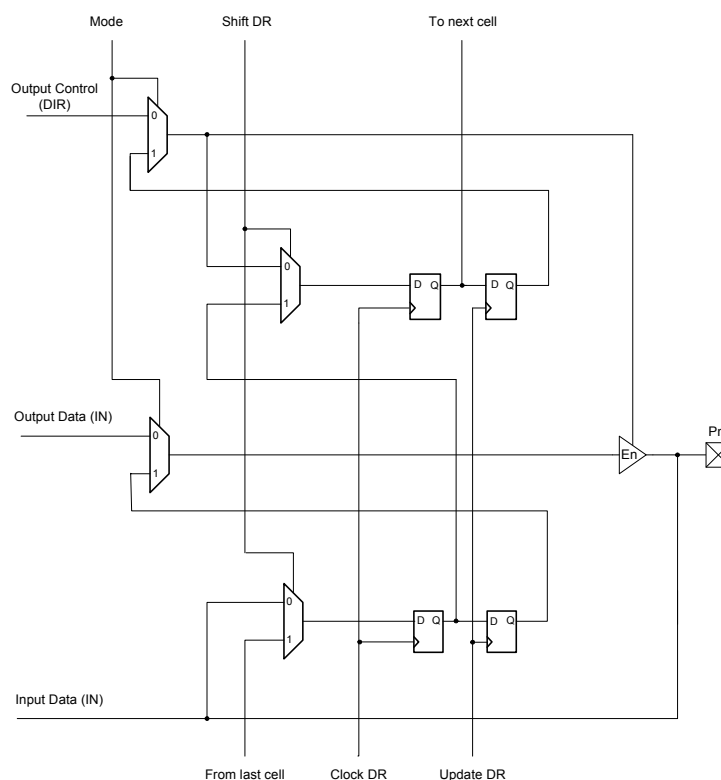 Mode
Shift DR
To next cell
Output Control
(DIR)
0
1
0
1
D Q
D Q
Output Data (IN)
0
1
En
0
1
D Q
D Q
Input Data (IN)
From last cell
Clock DR
Update DR